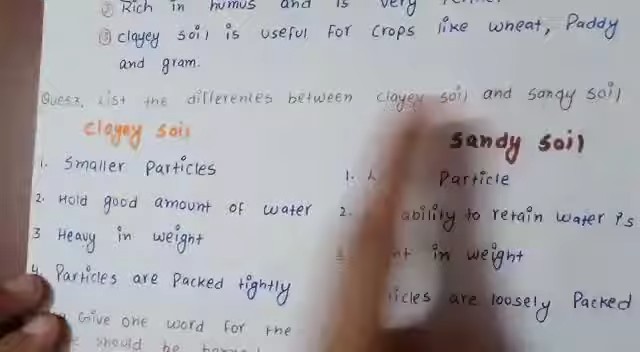 ② Rich in humus and is very
③ clayey soil is useful for crops like wheat, Paddy
and gram.
Ques3. List the differences between clayey soil and sandy soil
clayey soil
sandy soil
1. Smaller Particles
1. Particle
2. Hold good amount of water
2. ability to retain water is
3 Heavy in weight
in weight
4. Particles are Packed tightly
are loosely Packed
Give one word for the
should be